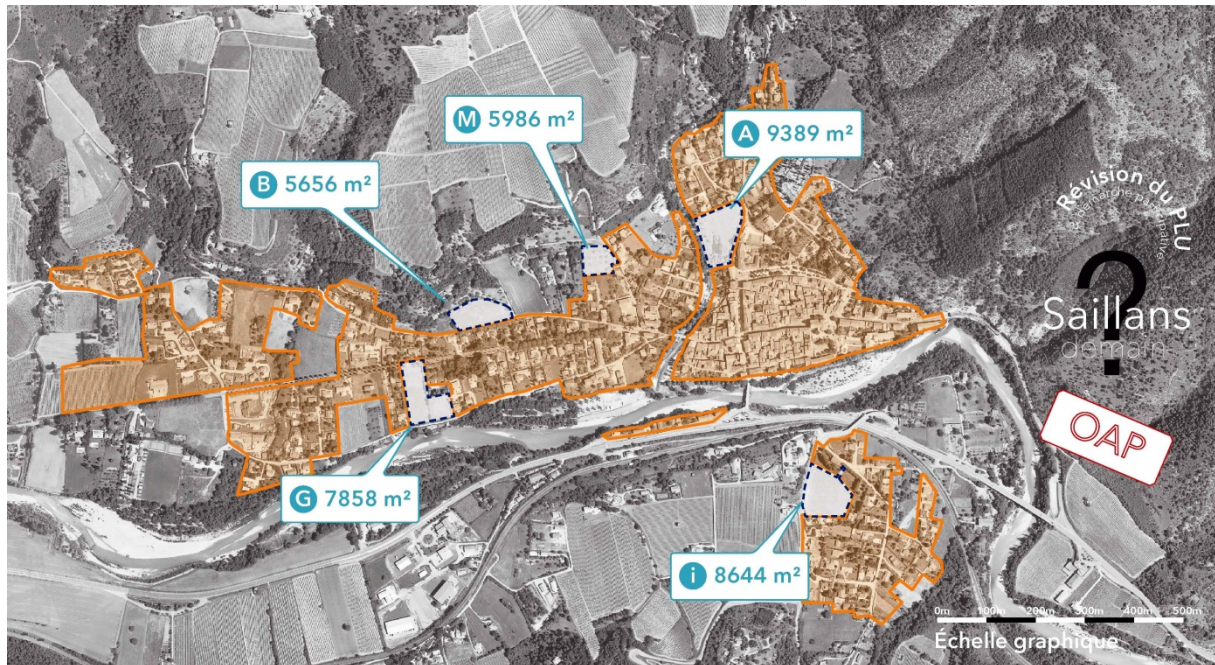 M 5986 m²
A 9389 m²
B 5656 m²
Révision du PLU
?
Saillans
demain
OAP
G 7858 m²
i 8644 m²
0m 100m 200m 300m 400m 500m
Échelle graphique